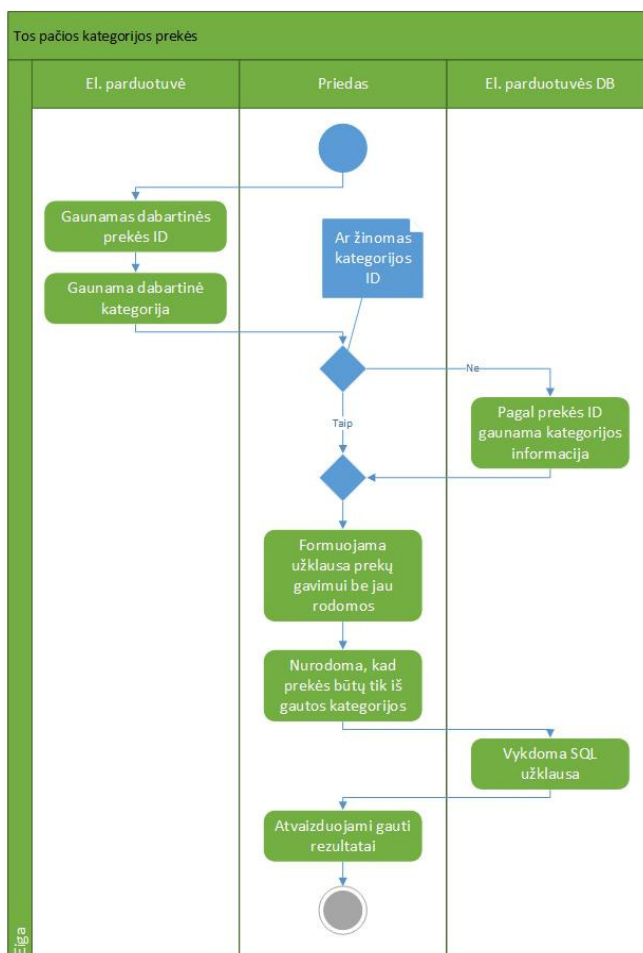 Tos pačios kategorijos prekės
El. parduotuvė
Priedas
El. parduotuvės DB
Gaunamas dabartinės
prekės ID
Ar žinomas
kategorijos
ID
Gaunama dabartinė
kategorija
Ne
Pagal prekės ID
gaunama kategorijos
informacija
Taip
Formuojama
užklausa prekų
gavimui be jau
rodomos
Nurodoma, kad
prekės būtų tik iš
gautos kategorijos
Vykdoma SQL
užklausa
Atvaizduojami gauti
rezultatai
Eiga